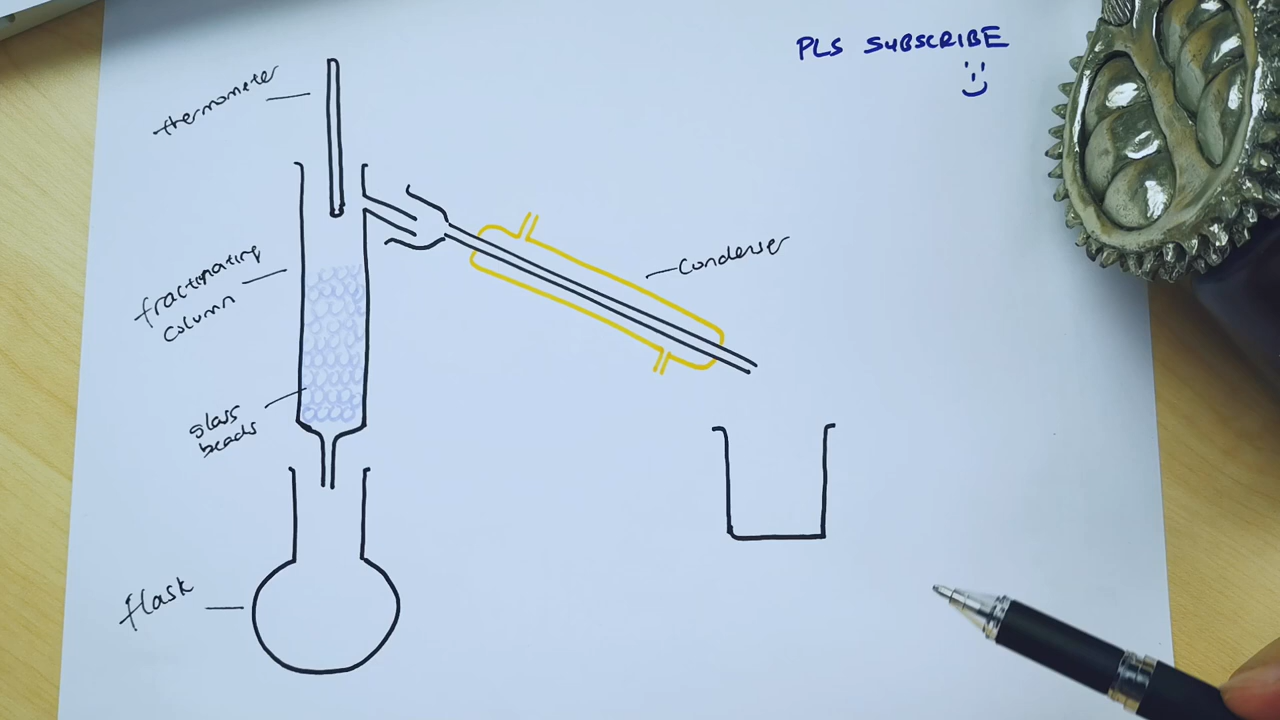 PLS SUBSCRIBE
thermometer
fractionating
column
Condenser
glass
beads
flask